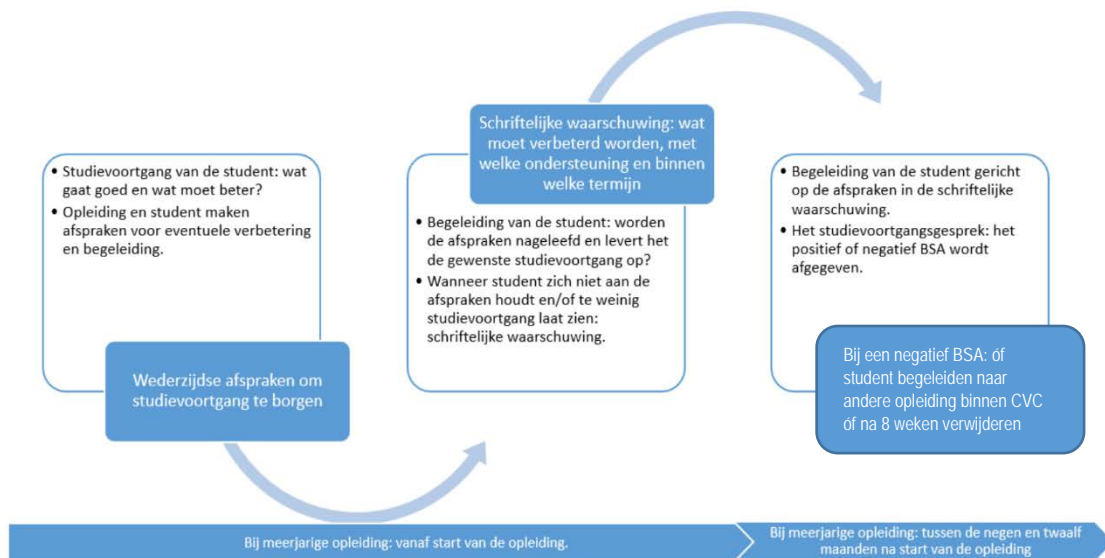 • Studievoortgang van de student: wat
gaat goed en wat moet beter?
• Opleiding en student maken
afspraken voor eventuele verbetering
en begeleiding.
Wederzijdse afspraken om
studievoortgang te borgen
Schriftelijke waarschuwing: wat
moet verbeterd worden, met
welke ondersteuning en binnen
welke termijn
• Begeleiding van de student: worden
de afspraken nageleefd en levert het
de gewenste studievoortgang op?
• Wanneer student zich niet aan de
afspraken houdt en/of te weinig
studievoortgang laat zien:
schriftelijke waarschuwing.
• Begeleiding van de student gericht
op de afspraken in de schriftelijke
waarschuwing.
• Het studievoortgangsgesprek: het
positief of negatief BSA wordt
afgegeven.
Bij een negatief BSA: óf
student begeleiden naar
andere opleiding binnen CVC
óf na 8 weken verwijderen
Bij meerjarige opleiding: vanaf start van de opleiding.
Bij meerjarige opleiding: tussen de negen en twaalf
maanden na start van de opleiding